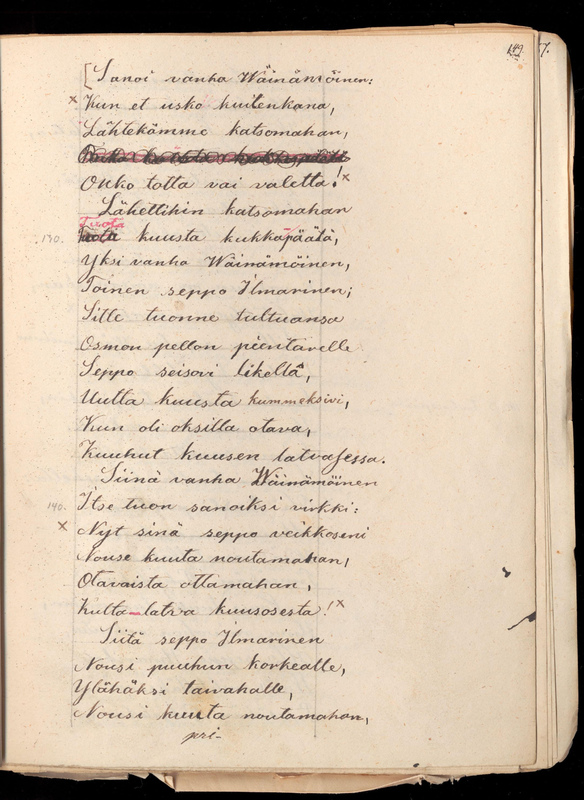 149. 7.
[Sanoi vanha Wäinämöinen:
× Kun et usko kuitenkana,
Lähtekämme katsomahan,
Onko totta vai valetta!×
Lähettihin katsomahan
Tuota
130. kuusta kukkapäätä,
Yksi vanha Wäinämöinen,
Toinen seppo Ilmarinen;
Sitte tuonne tultuansa
Osmon pellon pientarelle
Seppo seisovi likellä,
Uutta kuusta kummeksivi,
Kun oli oksilla otava,
Kuuhut kuusen latvasessa.
Siinä vanha Wäinämöinen
140. Itse tuon sanoiksi virkki:
× Nyt sinä seppo veikkoseni
Nouse kuuta noutamahan,
Otavaista ottamahan,
Kulta-latva kuusosesta!×
Siitä seppo Ilmarinen
Nousi puuhun korkealle,
Ylähäksi taivahalle,
Nousi kuuta noutamahan,
pri-